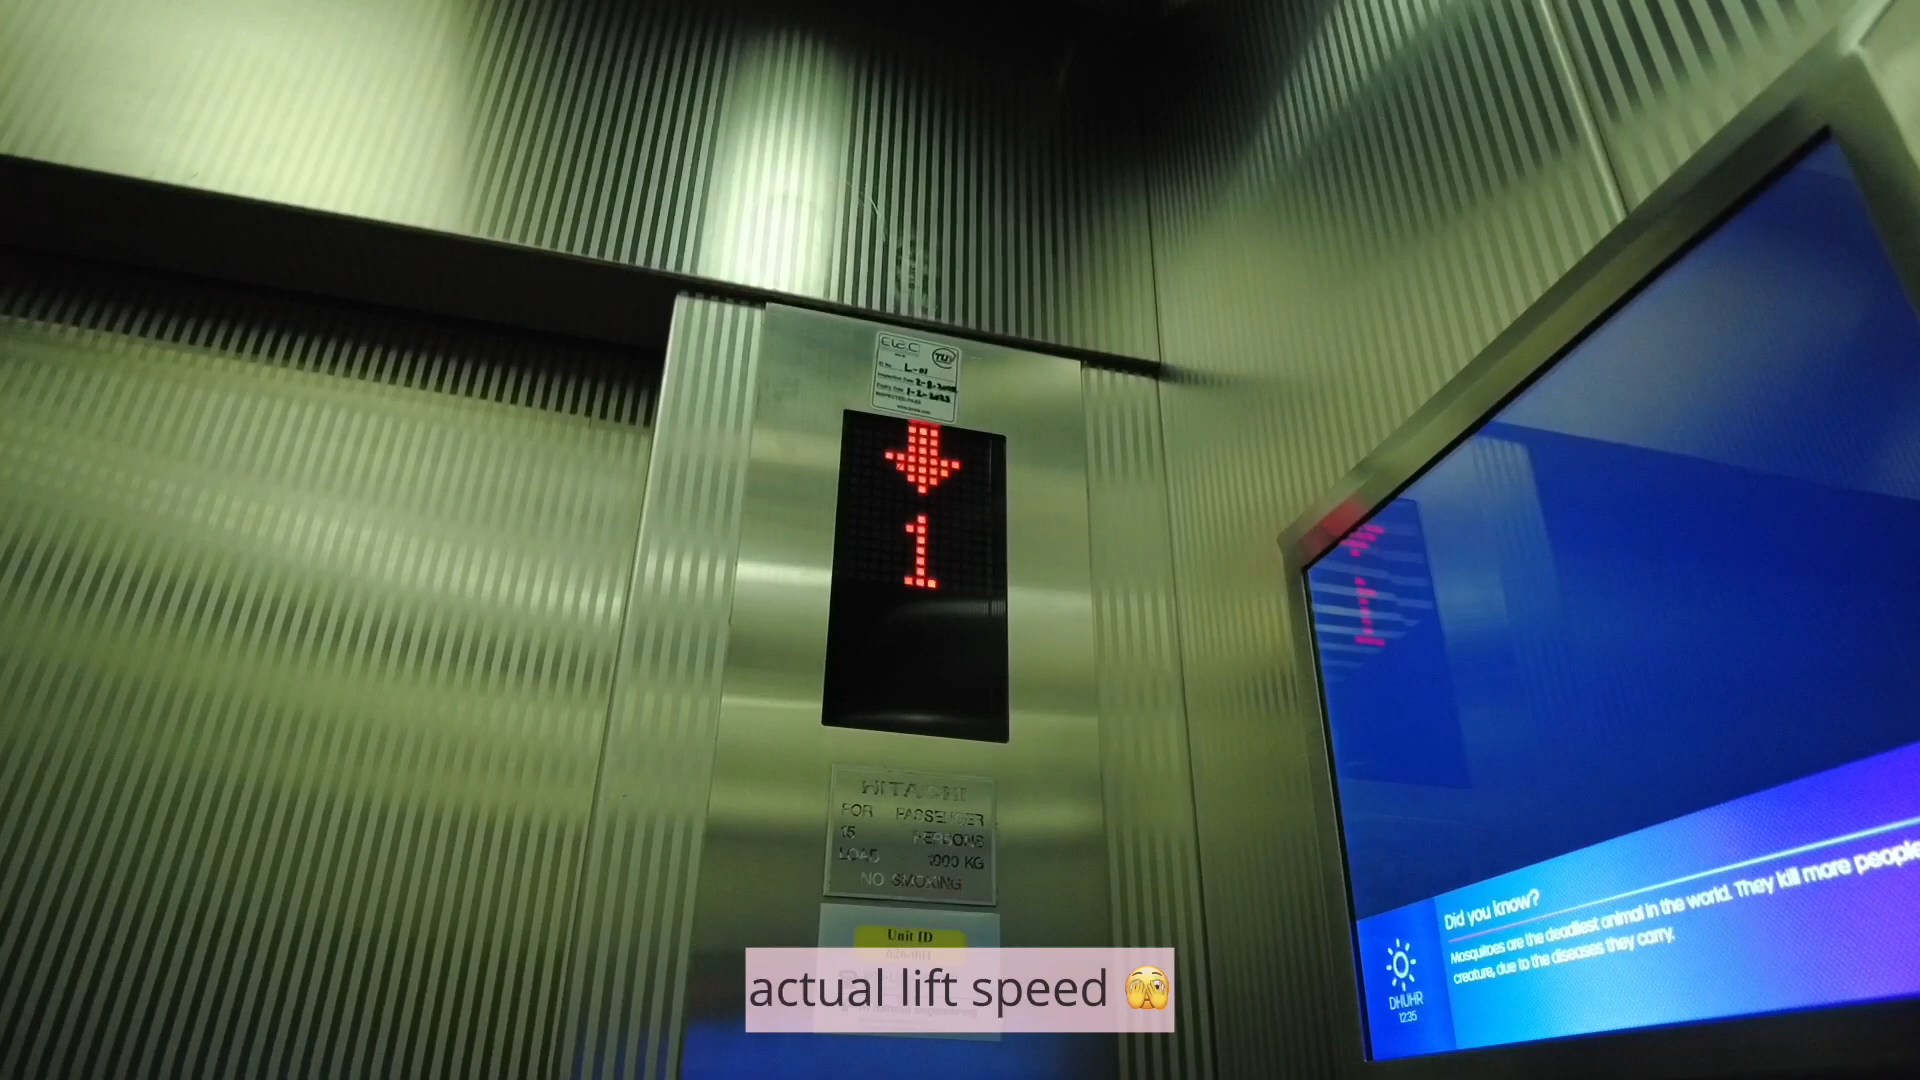 TUV
L-01
1
HITACHI
FOR PASSENGER
15 PERSONS
LOAD 1000 KG
NO SMOKING
Unit ID
actual lift speed 🫣
Did you know?
Mosquitoes are the deadliest animal in the world. They kill more people
creature, due to the diseases they carry.
DHUHR
12:35